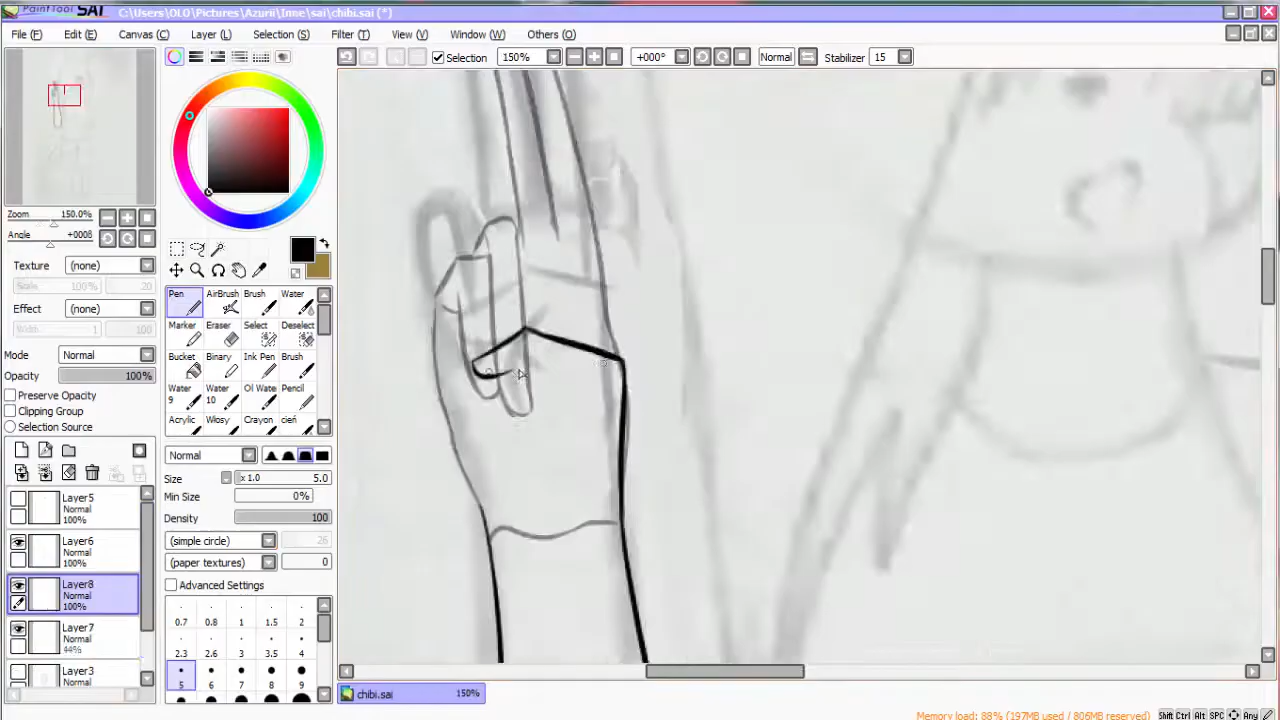 PaintTool SAI C:\Users\OLO\Pictures\Azurii\Inne\sai\chibi.sai (*)
File (F) Edit (E) Canvas (C) Layer (L) Selection (S) Filter (T) View (V) Window (W) Others (O)
Selection 150% +000° Normal Stabilizer 15
Zoom 150.0%
Angle
Texture (none)
Scale 100% 20
Effect (none)
Width 1 100
Mode Normal
Opacity 100%
Preserve Opacity
Clipping Group
Selection Source
Layer5
Normal
100%
Layer6
Normal
100%
Layer8
Normal
100%
Layer7
Normal
44%
Layer3
Normal
Pen AirBrush Brush Water
Marker Eraser Select Deselect
Bucket Binary Ink Pen Brush
Water 9 Water 10 Ol Wate Pencil
Acrylic Włosy Crayon cień
Normal
Size x 1.0 5.0
Min Size 0%
Density 100
(simple circle)
(paper textures) 0
Advanced Settings
0.7 0.8 1 1.5 2
2.3 2.6 3 3.5 4
5 6 7 8 9
chibi.sai 150%
Memory load: 88% (197MB used / 806MB reserved) Shift Ctrl Alt SPC Any